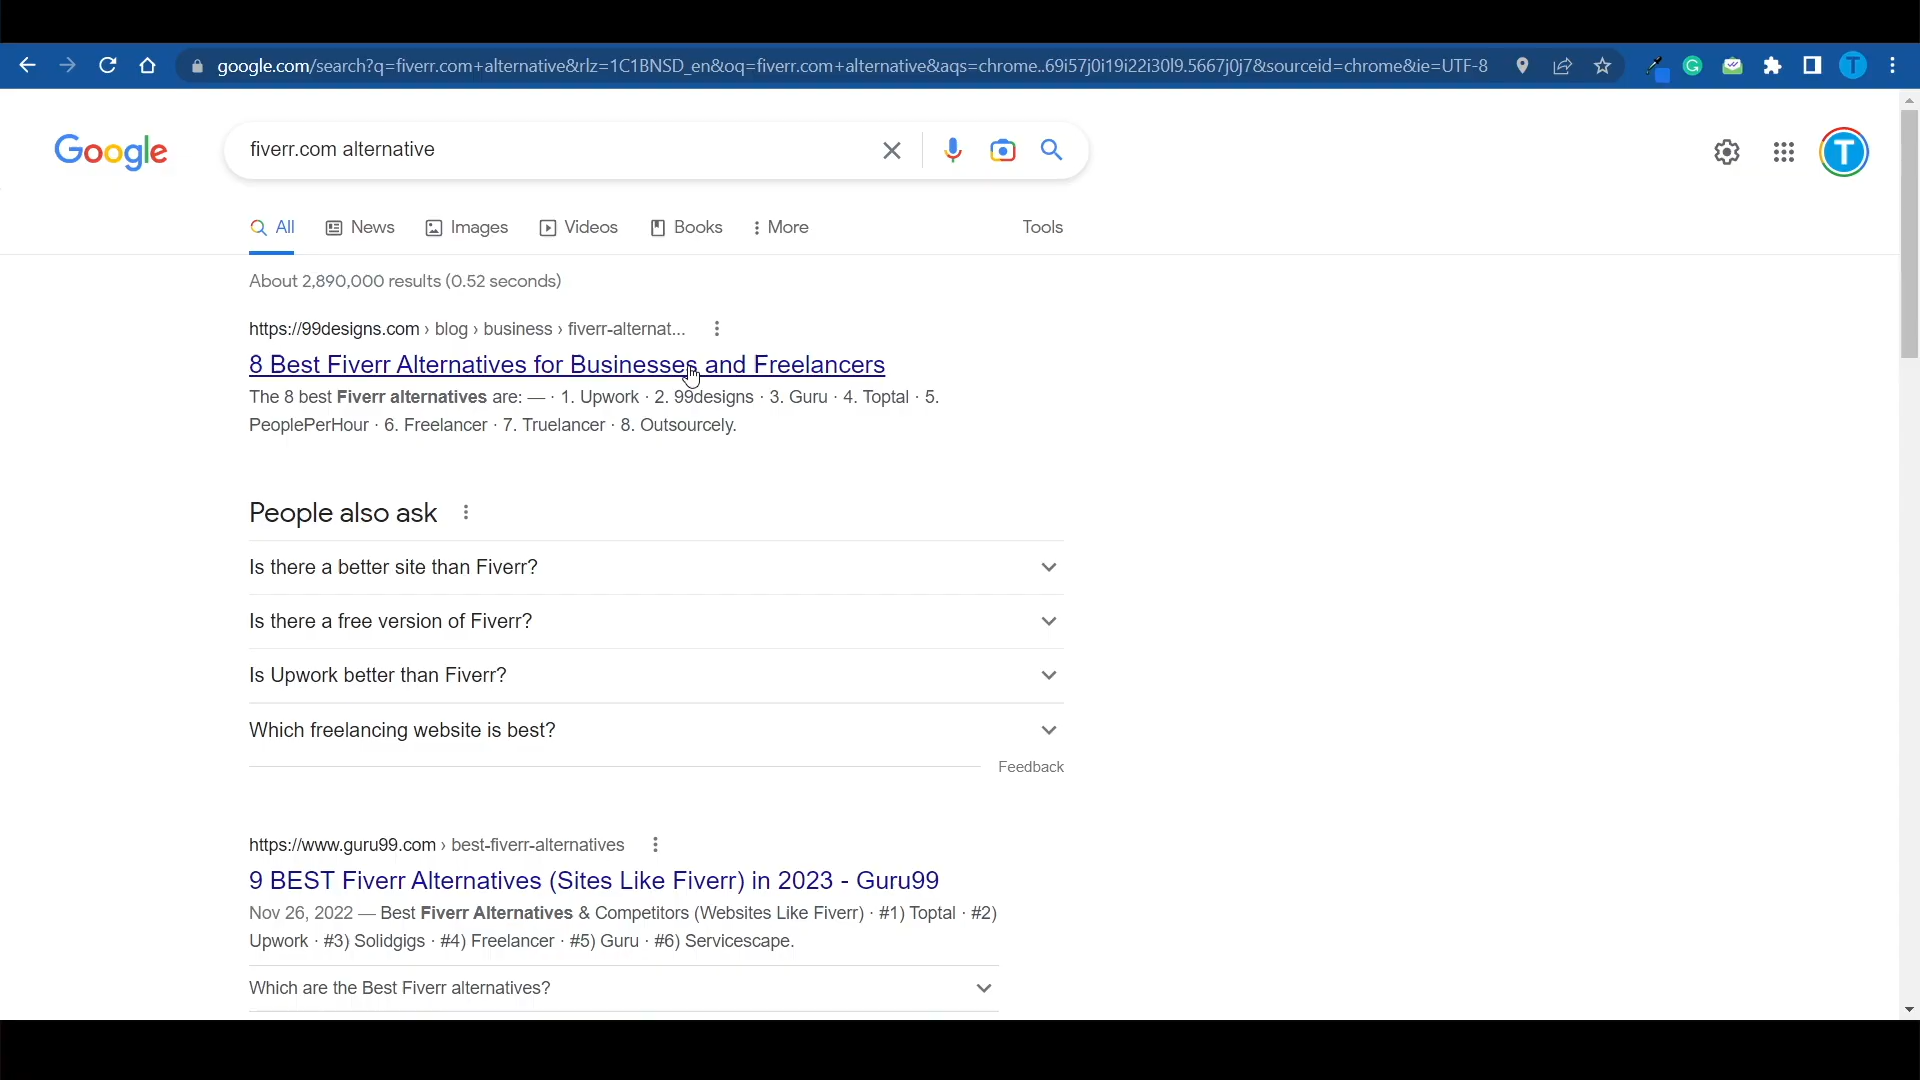 google.com/search?q=fiverr.com+alternative&rlz=1C1BNSD_en&oq=fiverr.com+alternative&aqs=chrome..69i57j0i19i22i30l9.5667j0j7&sourceid=chrome&ie=UTF-8
T
Google
fiverr.com alternative
T
All
News
Images
Videos
Books
More
Tools
About 2,890,000 results (0.52 seconds)
https://99designs.com › blog › business › fiverr-alternat...
8 Best Fiverr Alternatives for Businesses and Freelancers
The 8 best Fiverr alternatives are: — · 1. Upwork · 2. 99designs · 3. Guru · 4. Toptal · 5.
PeoplePerHour · 6. Freelancer · 7. Truelancer · 8. Outsourcely.
People also ask
Is there a better site than Fiverr?
Is there a free version of Fiverr?
Is Upwork better than Fiverr?
Which freelancing website is best?
Feedback
https://www.guru99.com › best-fiverr-alternatives
9 BEST Fiverr Alternatives (Sites Like Fiverr) in 2023 - Guru99
Nov 26, 2022 — Best Fiverr Alternatives & Competitors (Websites Like Fiverr) · #1) Toptal · #2)
Upwork · #3) Solidgigs · #4) Freelancer · #5) Guru · #6) Servicescape.
Which are the Best Fiverr alternatives?